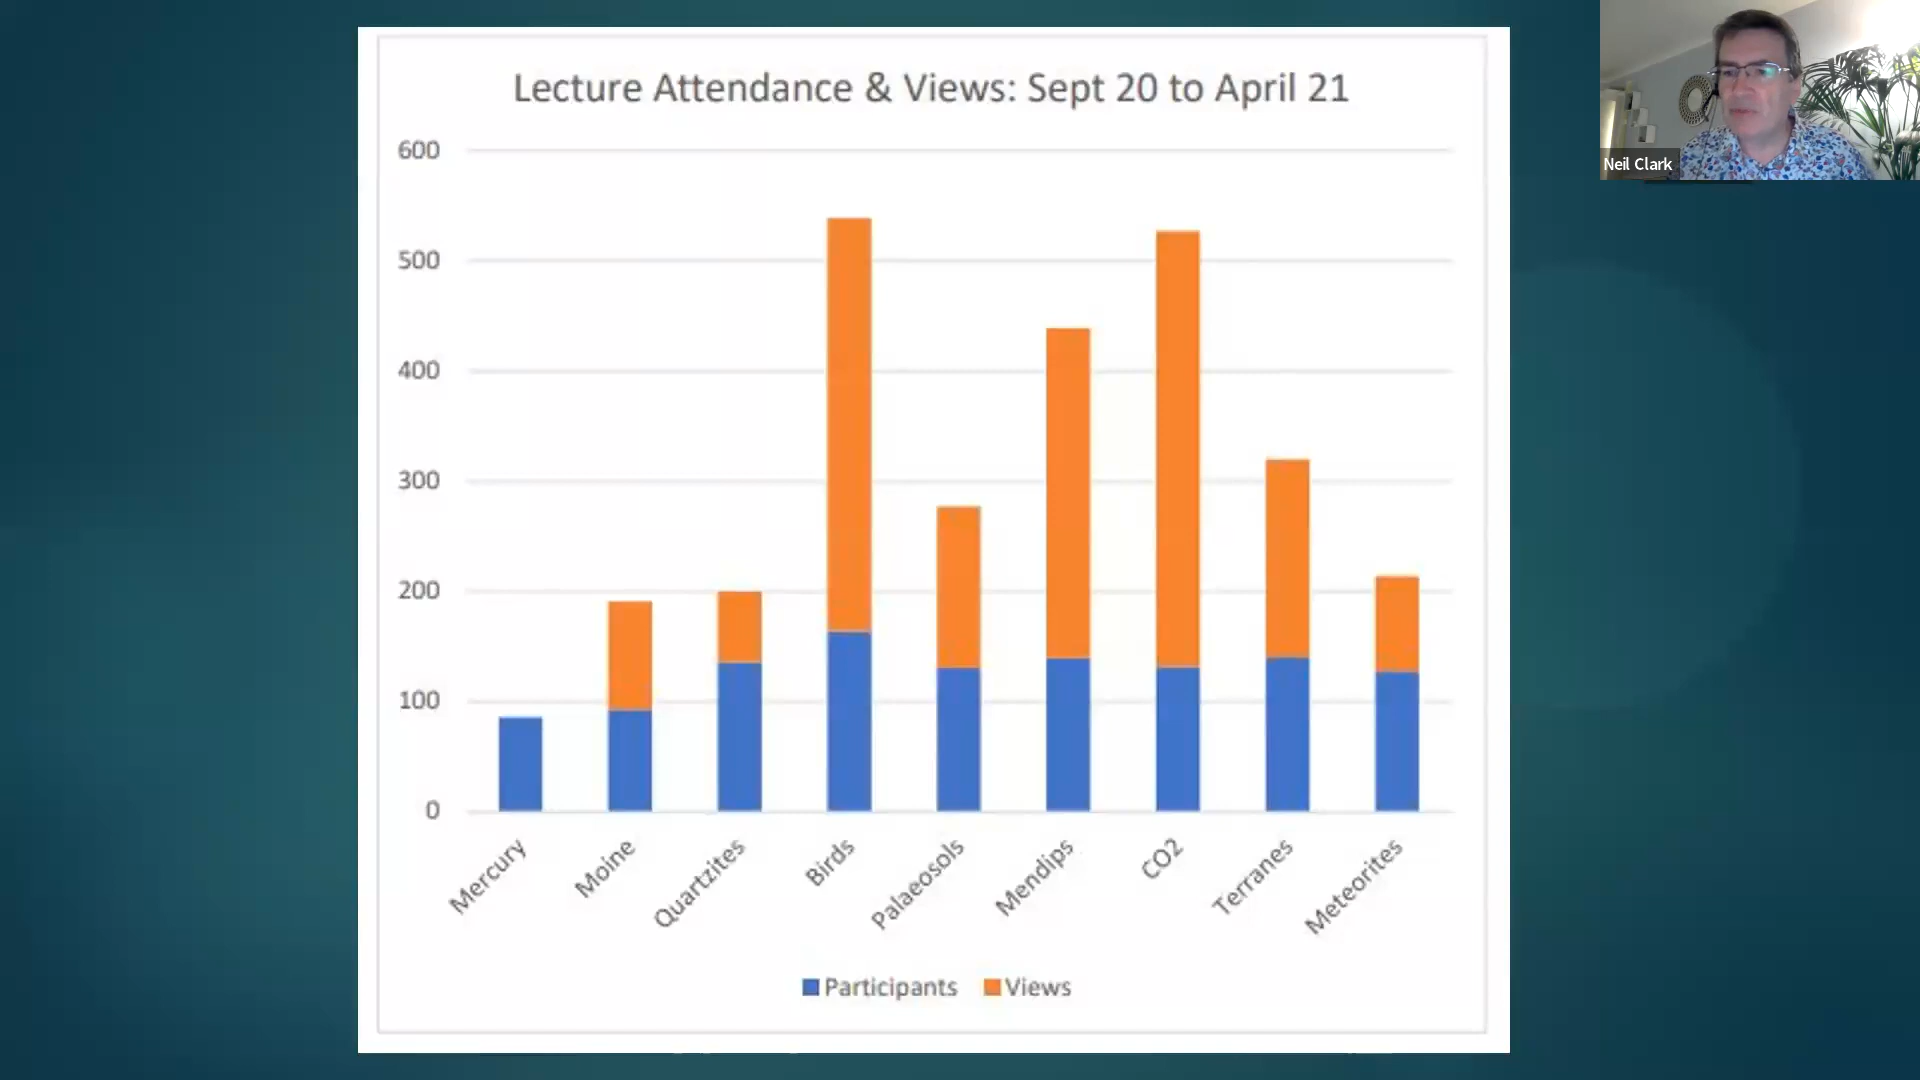 Lecture Attendance & Views: Sept 20 to April 21
600
500
400
300
200
100
0
Mercury
Moine
Quartzites
Birds
Palaeosols
Mendips
CO2
Terranes
Meteorites
Participants
Views
Neil Clark